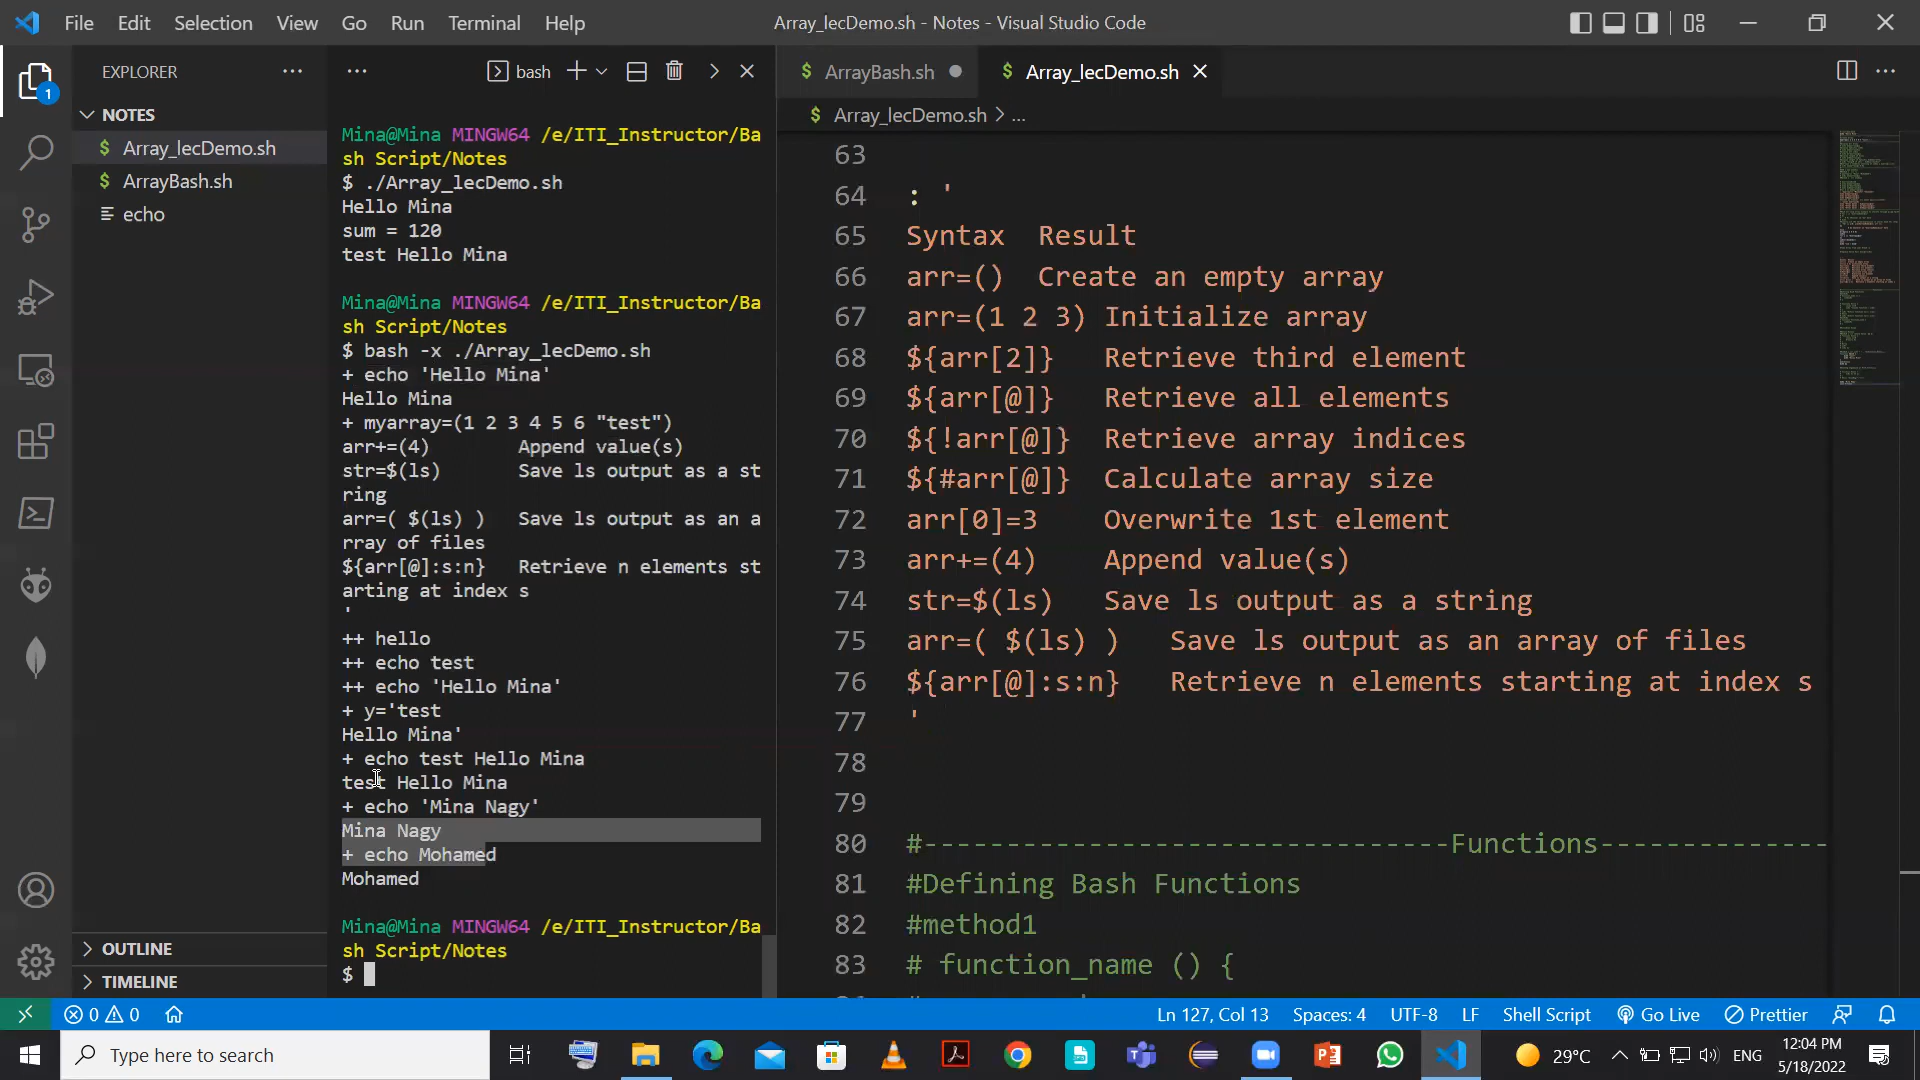 File Edit Selection View Go Run Terminal Help
Array_lecDemo.sh - Notes - Visual Studio Code
1
EXPLORER
NOTES
$ Array_lecDemo.sh
$ ArrayBash.sh
echo
OUTLINE
TIMELINE
bash
Mina@Mina MINGW64 /e/ITI_Instructor/Ba
sh Script/Notes
$ ./Array_lecDemo.sh
Hello Mina
sum = 120
test Hello Mina
Mina@Mina MINGW64 /e/ITI_Instructor/Ba
sh Script/Notes
$ bash -x ./Array_lecDemo.sh
+ echo 'Hello Mina'
Hello Mina
+ myarray=(1 2 3 4 5 6 "test")
arr+=(4) Append value(s)
str=$(ls) Save ls output as a st
ring
arr=( $(ls) ) Save ls output as an a
rray of files
${arr[@]:s:n} Retrieve n elements st
arting at index s
'
++ hello
++ echo test
++ echo 'Hello Mina'
+ y='test
Hello Mina'
+ echo test Hello Mina
test Hello Mina
+ echo 'Mina Nagy'
Mina Nagy
+ echo Mohamed
Mohamed
Mina@Mina MINGW64 /e/ITI_Instructor/Ba
sh Script/Notes
$
$ ArrayBash.sh
$ Array_lecDemo.sh
$ Array_lecDemo.sh > ...
63
64 : '
65 Syntax Result
66 arr=() Create an empty array
67 arr=(1 2 3) Initialize array
68 ${arr[2]} Retrieve third element
69 ${arr[@]} Retrieve all elements
70 ${!arr[@]} Retrieve array indices
71 ${#arr[@]} Calculate array size
72 arr[0]=3 Overwrite 1st element
73 arr+=(4) Append value(s)
74 str=$(ls) Save ls output as a string
75 arr=( $(ls) ) Save ls output as an array of files
76 ${arr[@]:s:n} Retrieve n elements starting at index s
77 '
78
79
80 #--------------------------------Functions--------------
81 #Defining Bash Functions
82 #method1
83 # function_name () {
0 0
Ln 127, Col 13 Spaces: 4 UTF-8 LF Shell Script Go Live Prettier
Type here to search
29°C ENG
12:04 PM
5/18/2022